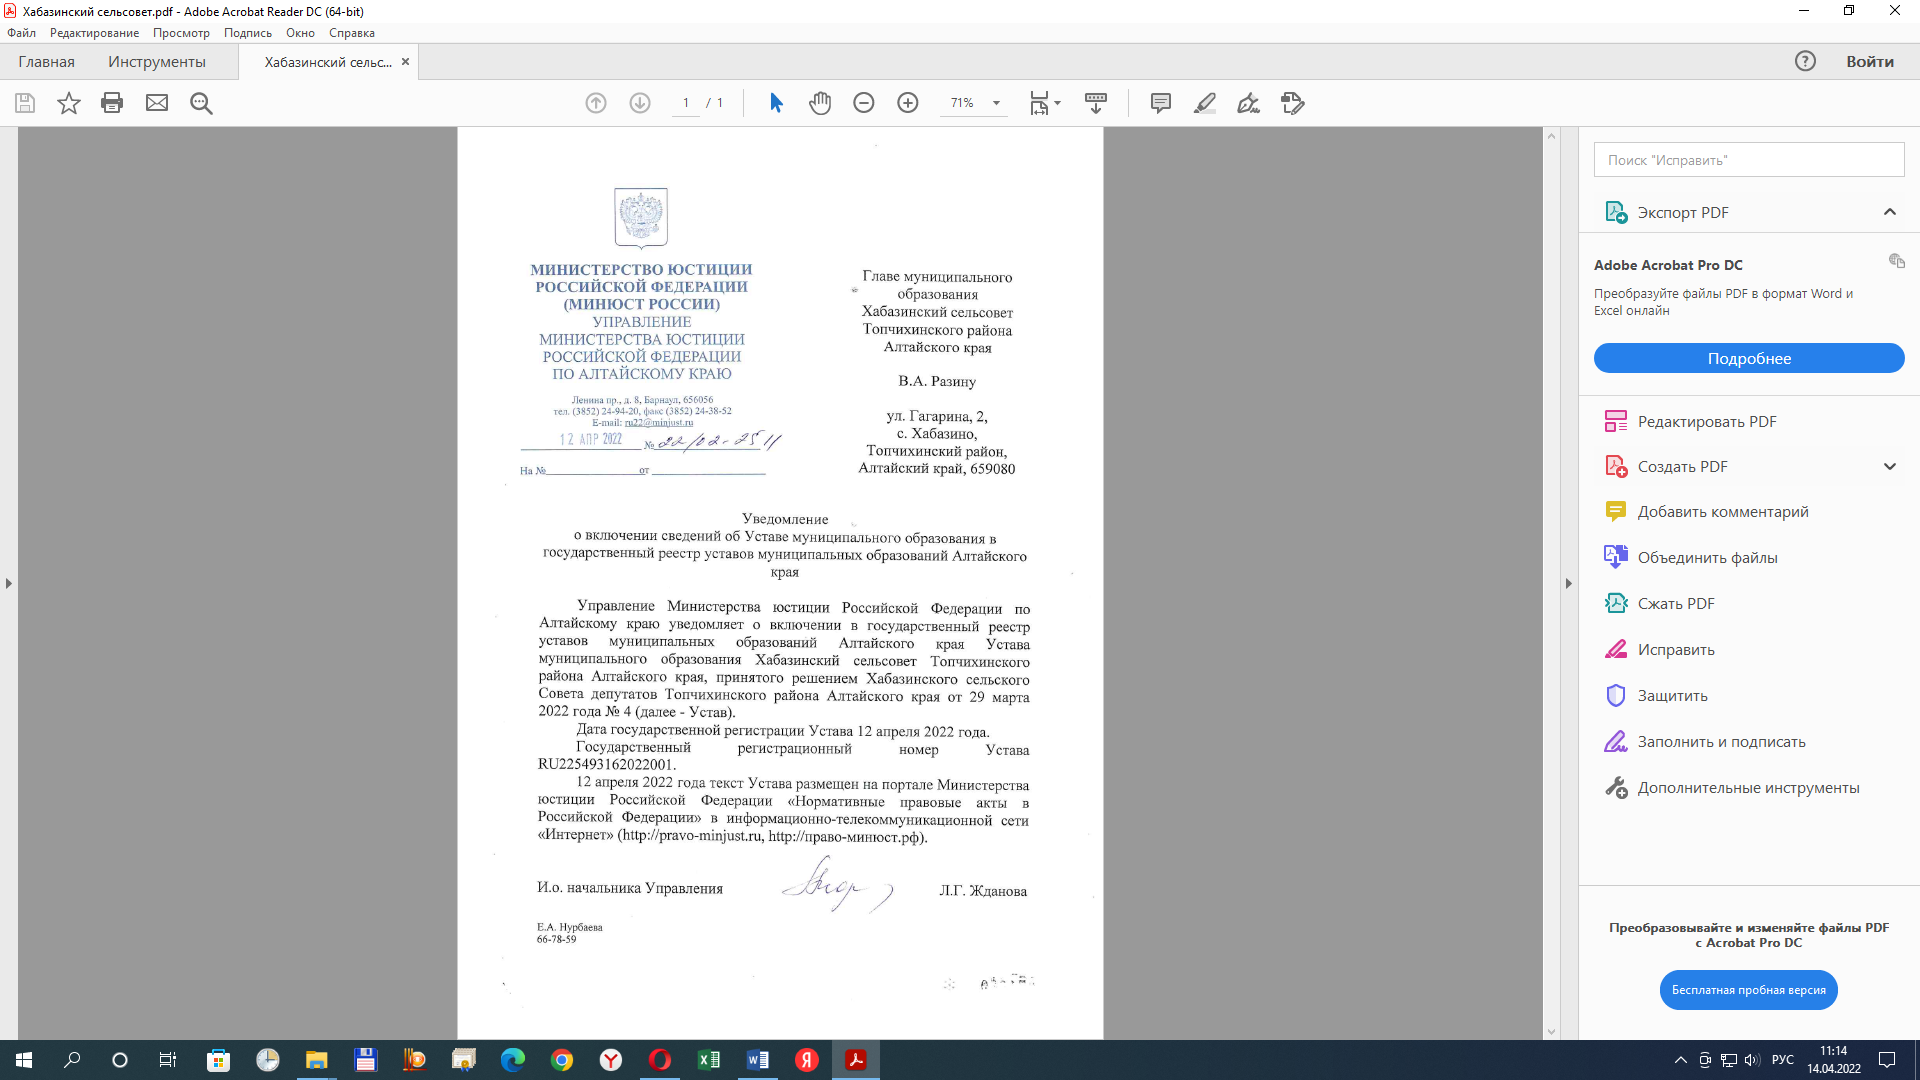 Хабазинский сельсовет.pdf - Adobe Acrobat Reader DC (64-bit)
Файл Редактирование Просмотр Подпись Окно Справка
Главная Инструменты Хабазинский сельс... Войти
1 / 1 71%
МИНИСТЕРСТВО ЮСТИЦИИ
РОССИЙСКОЙ ФЕДЕРАЦИИ
(МИНЮСТ РОССИИ)
УПРАВЛЕНИЕ
МИНИСТЕРСТВА ЮСТИЦИИ
РОССИЙСКОЙ ФЕДЕРАЦИИ
ПО АЛТАЙСКОМУ КРАЮ
Ленина пр., д. 8, Барнаул, 656056
тел. (3852) 24-94-20, факс (3852) 24-38-52
E-mail: ru22@minjust.ru
12 АПР 2022 № 22/02-2511
На № от
Главе муниципального
образования
Хабазинский сельсовет
Топчихинского района
Алтайского края
В.А. Разину
ул. Гагарина, 2,
с. Хабазино,
Топчихинский район,
Алтайский край, 659080
Уведомление
о включении сведений об Уставе муниципального образования в
государственный реестр уставов муниципальных образований Алтайского
края
Управление Министерства юстиции Российской Федерации по
Алтайскому краю уведомляет о включении в государственный реестр
уставов муниципальных образований Алтайского края Устава
муниципального образования Хабазинский сельсовет Топчихинского
района Алтайского края, принятого решением Хабазинского сельского
Совета депутатов Топчихинского района Алтайского края от 29 марта
2022 года № 4 (далее - Устав).
Дата государственной регистрации Устава 12 апреля 2022 года.
Государственный регистрационный номер Устава
RU225493162022001.
12 апреля 2022 года текст Устава размещен на портале Министерства
юстиции Российской Федерации «Нормативные правовые акты в
Российской Федерации» в информационно-телекоммуникационной сети
«Интернет» (http://pravo-minjust.ru, http://право-минюст.рф).
И.о. начальника Управления Л.Г. Жданова
Е.А. Нурбаева
66-78-59
Поиск "Исправить"
Экспорт PDF
Adobe Acrobat Pro DC
Преобразуйте файлы PDF в формат Word и
Excel онлайн
Подробнее
Редактировать PDF
Создать PDF
Добавить комментарий
Объединить файлы
Сжать PDF
Исправить
Защитить
Заполнить и подписать
Дополнительные инструменты
Преобразовывайте и изменяйте файлы PDF
с Acrobat Pro DC
Бесплатная пробная версия
РУС
11:14
14.04.2022